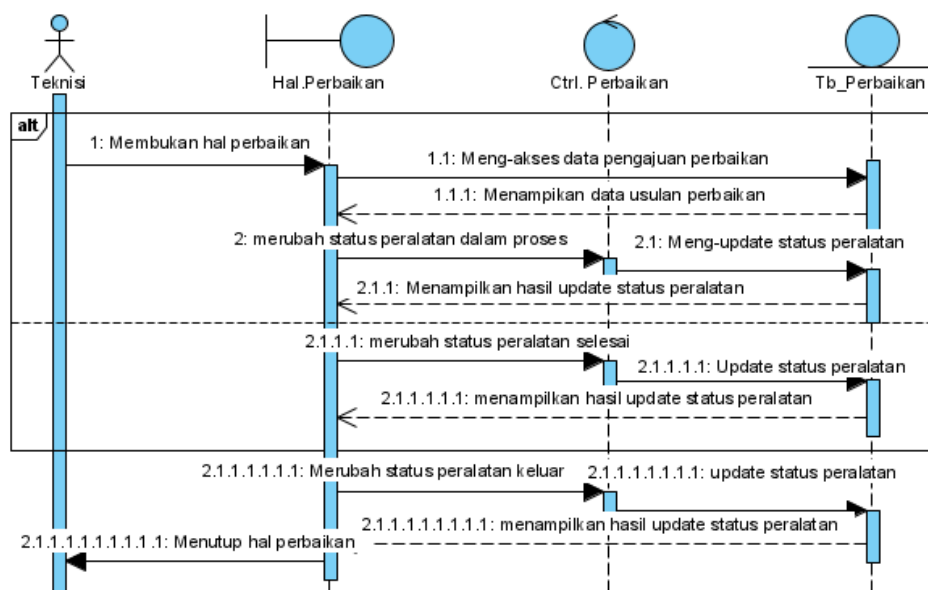 Teknisi
Hal.Perbaikan
Ctrl. Perbaikan
Tb_Perbaikan
alt
1: Membukan hal perbaikan
1.1: Meng-akses data pengajuan perbaikan
1.1.1: Menampikan data usulan perbaikan
2: merubah status peralatan dalam proses
2.1: Meng-update status peralatan
2.1.1: Menampilkan hasil update status peralatan
2.1.1.1: merubah status peralatan selesai
2.1.1.1.1: Update status peralatan
2.1.1.1.1.1: menampilkan hasil update status peralatan
2.1.1.1.1.1.1: Merubah status peralatan keluar
2.1.1.1.1.1.1.1: update status peralatan
2.1.1.1.1.1.1.1.1: menampilkan hasil update status peralatan
2.1.1.1.1.1.1.1.1.1: Menutup hal perbaikan